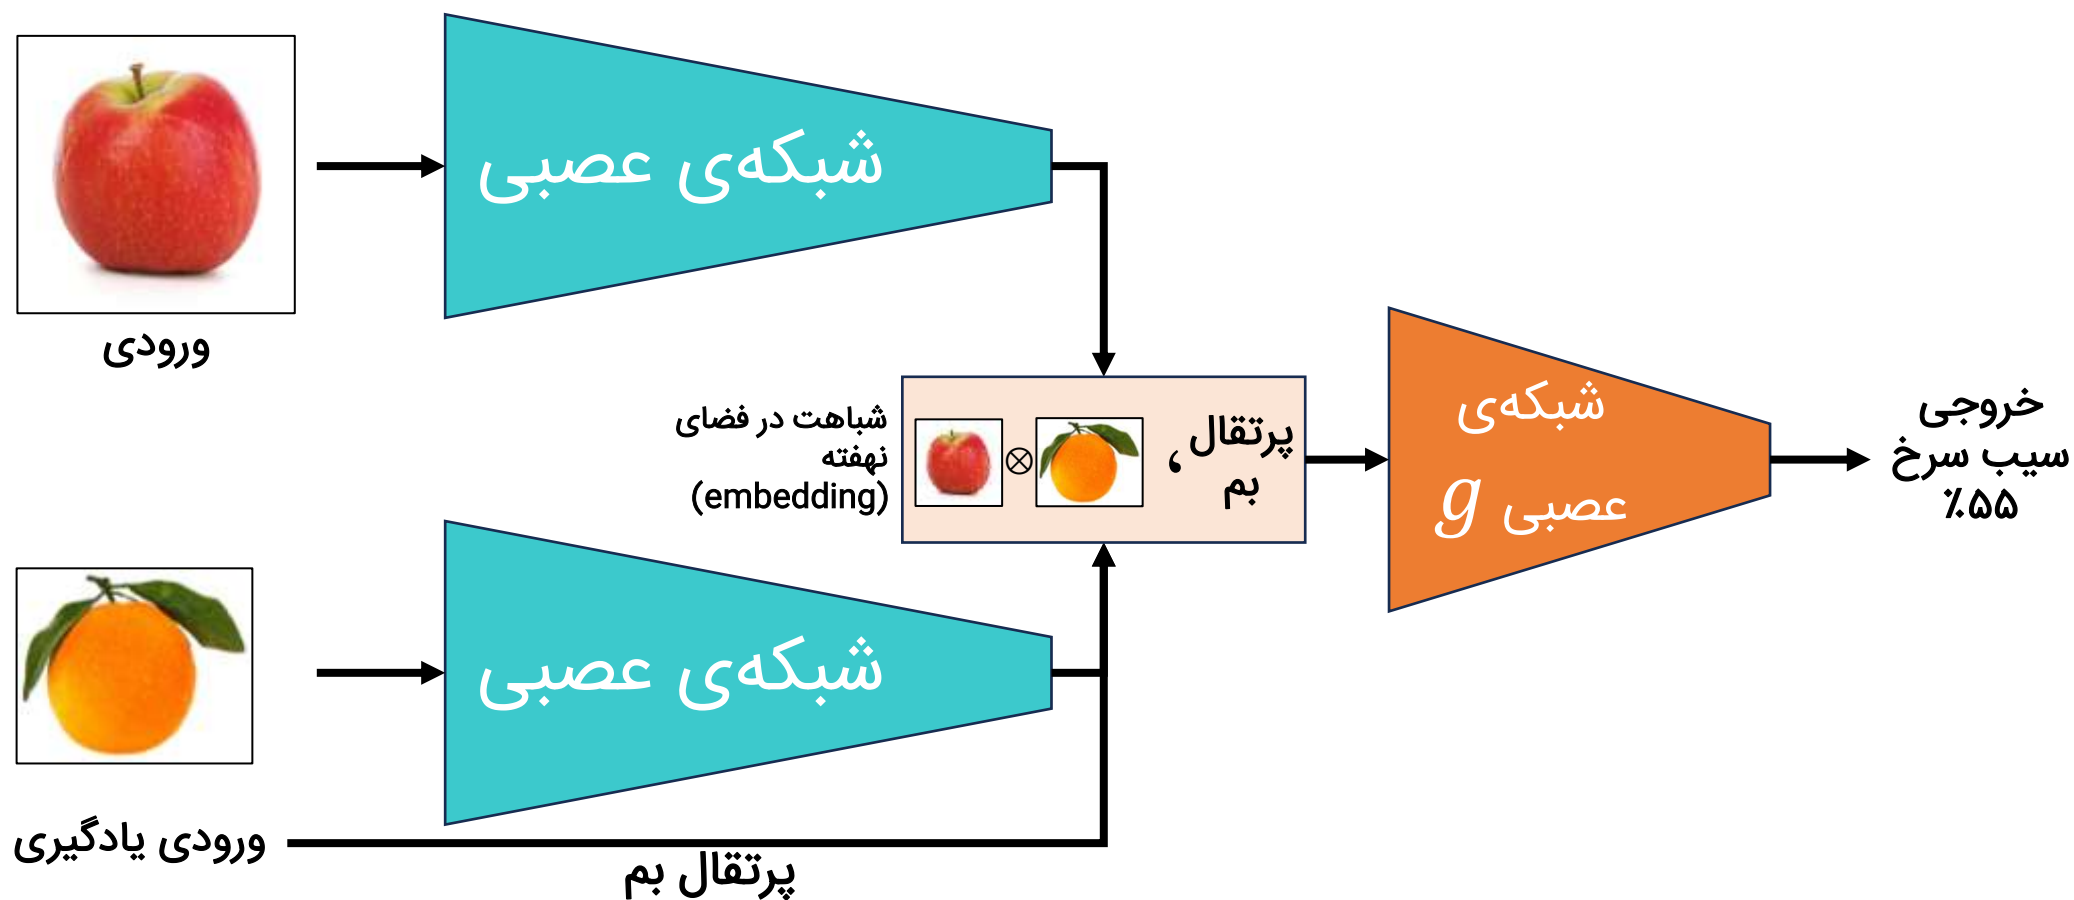 شبکه‌ی عصبی
ورودی
شباهت در فضای
نهفته
(embedding)
⊗
پرتقال،
بم
شبکه‌ی
عصبی g
خروجی
سیب سرخ
٪۵۵
شبکه‌ی عصبی
ورودی یادگیری
پرتقال بم